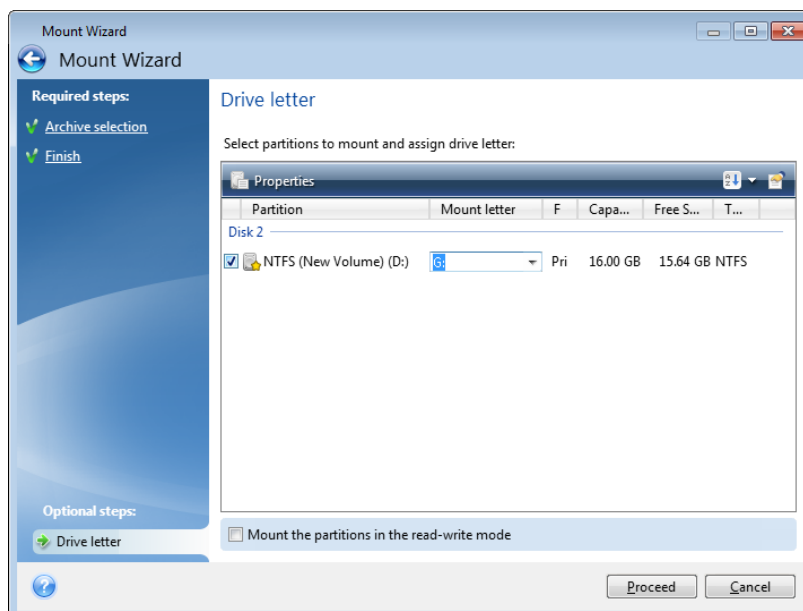 Mount Wizard
Mount Wizard
Required steps:
Archive selection
Finish
Optional steps:
Drive letter
Drive letter
Select partitions to mount and assign drive letter:
Properties
Partition Mount letter F Capa... Free S... T...
Disk 2
NTFS (New Volume) (D:) G: Pri 16.00 GB 15.64 GB NTFS
Mount the partitions in the read-write mode
Proceed Cancel